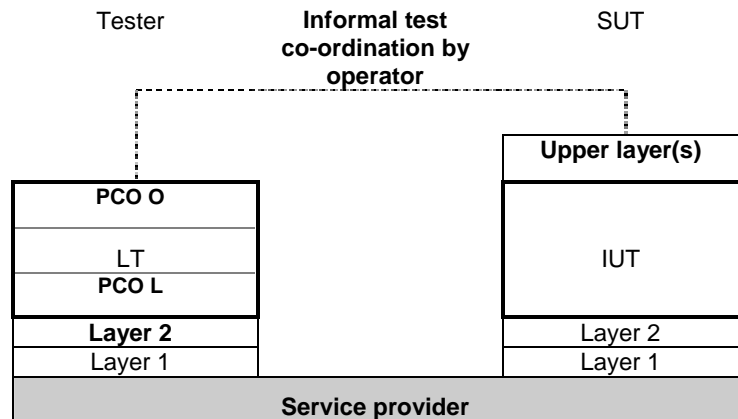 Tester
Informal test
co-ordination by
operator
SUT
Upper layer(s)
PCO O
LT
PCO L
IUT
Layer 2
Layer 2
Layer 1
Layer 1
Service provider